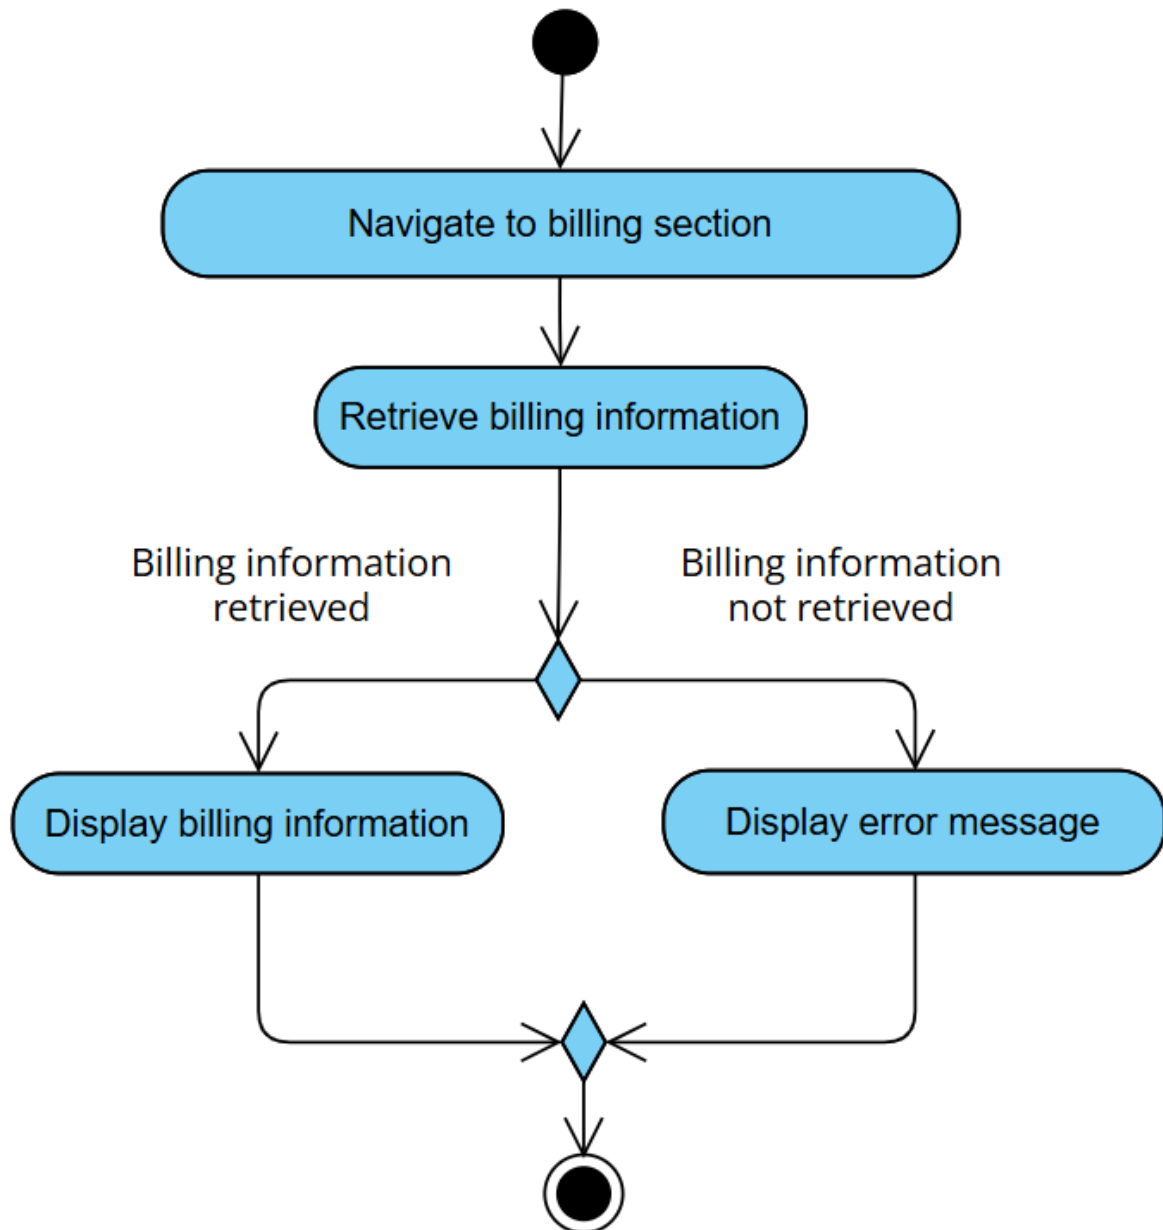 Navigate to billing section
Retrieve billing information
Billing information
retrieved
Billing information
not retrieved
Display billing information
Display error message